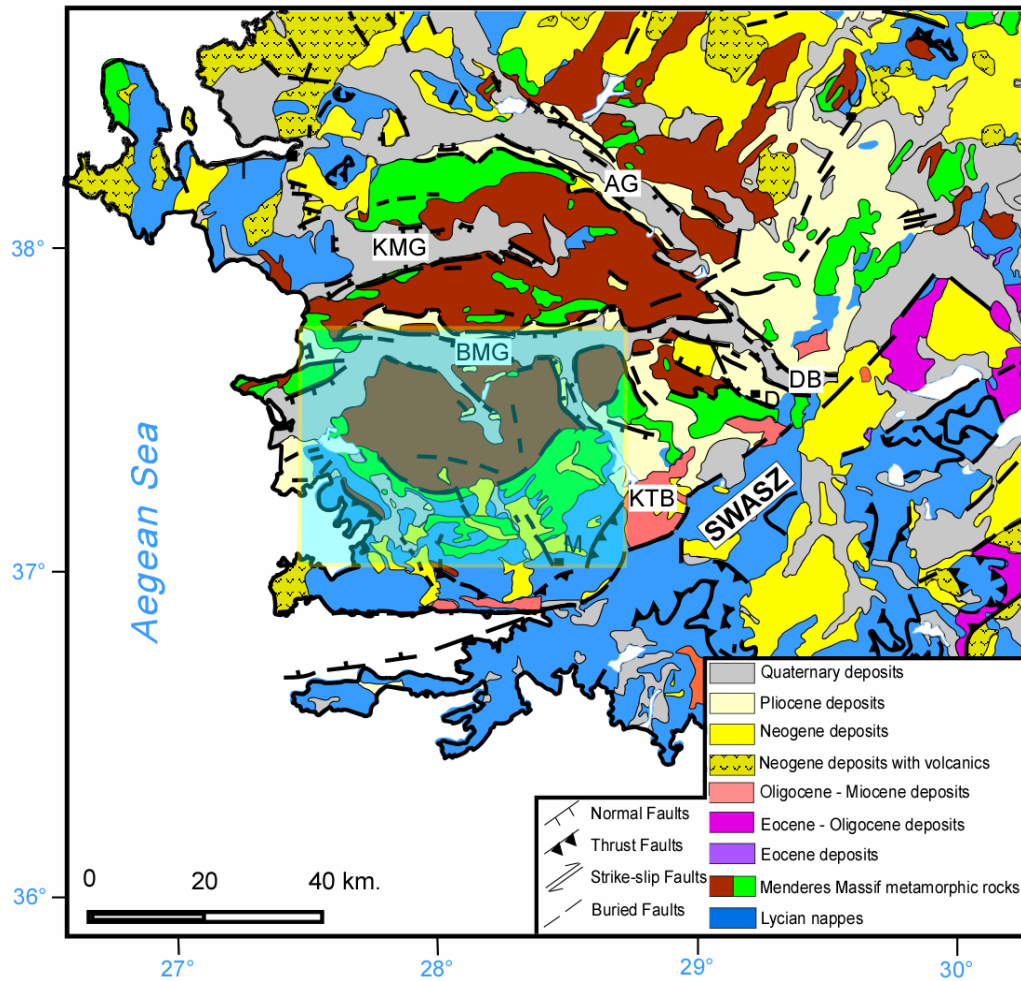 AG
38°
KMG
BMG
DB
D
Aegean Sea
KTB
SWASZ
M
37°
Quaternary deposits
Pliocene deposits
Neogene deposits
Neogene deposits with volcanics
Oligocene - Miocene deposits
Normal Faults
Eocene - Oligocene deposits
Thrust Faults
Eocene deposits
Strike-slip Faults
Menderes Massif metamorphic rocks
Buried Faults
Lycian nappes
0 20 40 km.
36°
27° 28° 29° 30°